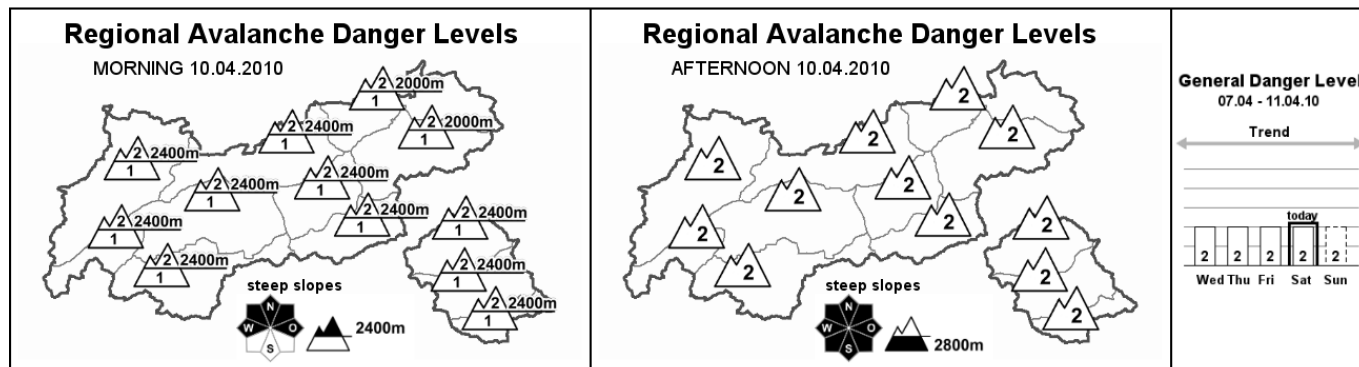 Regional Avalanche Danger Levels
MORNING 10.04.2010
2 2000m
1
2 2400m
1
2 2000m
1
2 2400m
1
2 2400m
1
2 2400m
1
2 2400m
1
2 2400m
1
2 2400m
1
2 2400m
1
2 2400m
1
2 2400m
1
steep slopes
N
W O
S
2400m
Regional Avalanche Danger Levels
AFTERNOON 10.04.2010
2
2
2
2
2
2
2
2
2
2
2
2
steep slopes
N
W O
S
2800m
General Danger Level
07.04 - 11.04.10
Trend
today
2 2 2 2 2
Wed Thu Fri Sat Sun